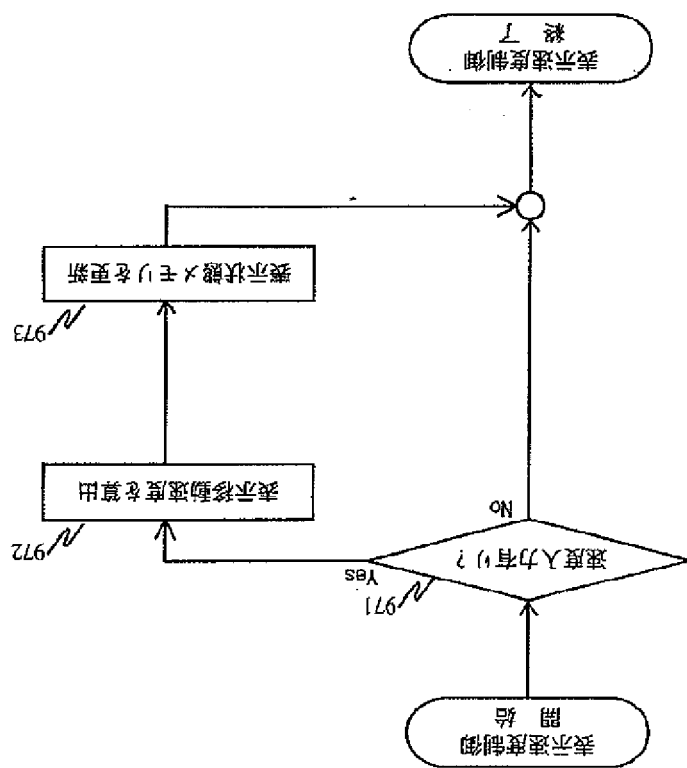 表示速度制御
開 始
971
速度入力有り?
Yes
No
972
表示移動速度を算出
973
表示状態メモリを更新
表示速度制御
終 了